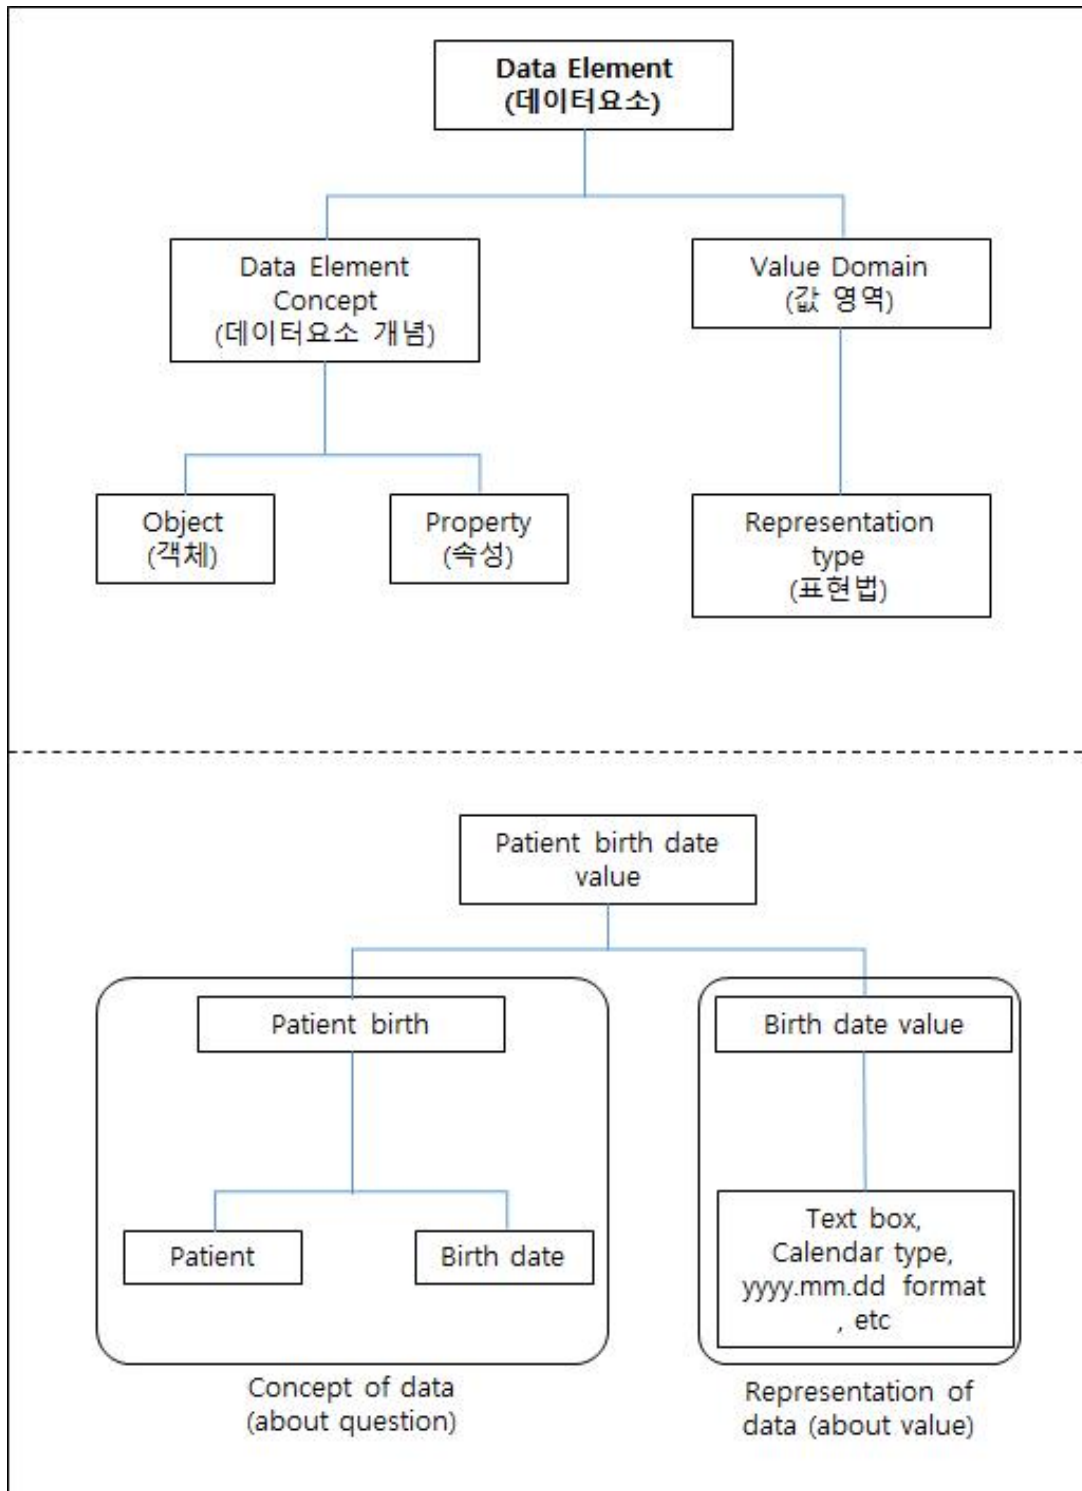 Data Element
(데이터요소)
Data Element
Concept
(데이터요소 개념)
Value Domain
(값 영역)
Object
(객체)
Property
(속성)
Representation
type
(표현법)
Patient birth date
value
Patient birth
Birth date value
Patient
Birth date
Text box,
Calendar type,
yyyy.mm.dd format
, etc
Concept of data
(about question)
Representation of
data (about value)